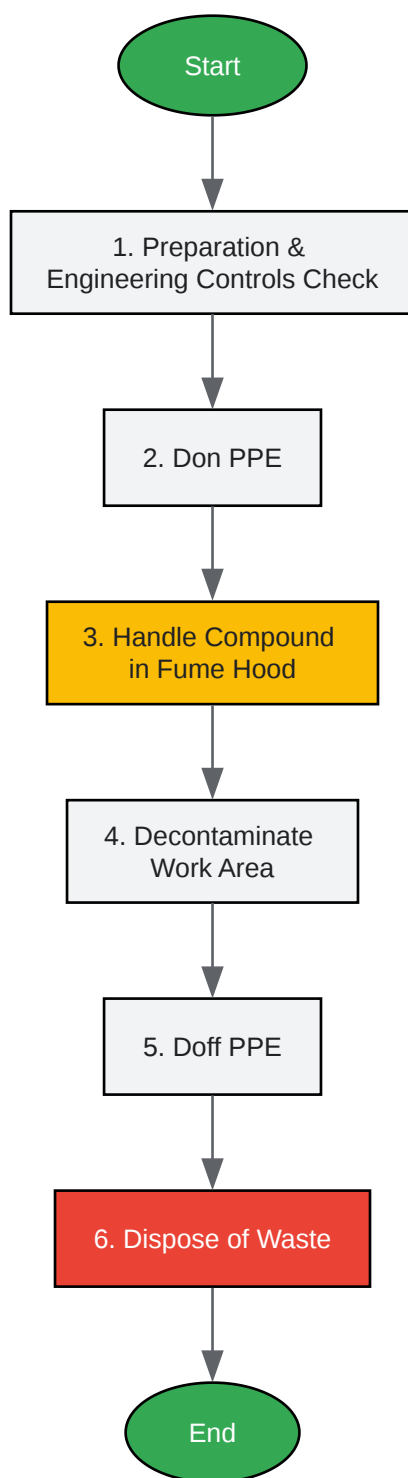 Start
1. Preparation &
Engineering Controls Check
2. Don PPE
3. Handle Compound
in Fume Hood
4. Decontaminate
Work Area
5. Doff PPE
6. Dispose of Waste
End